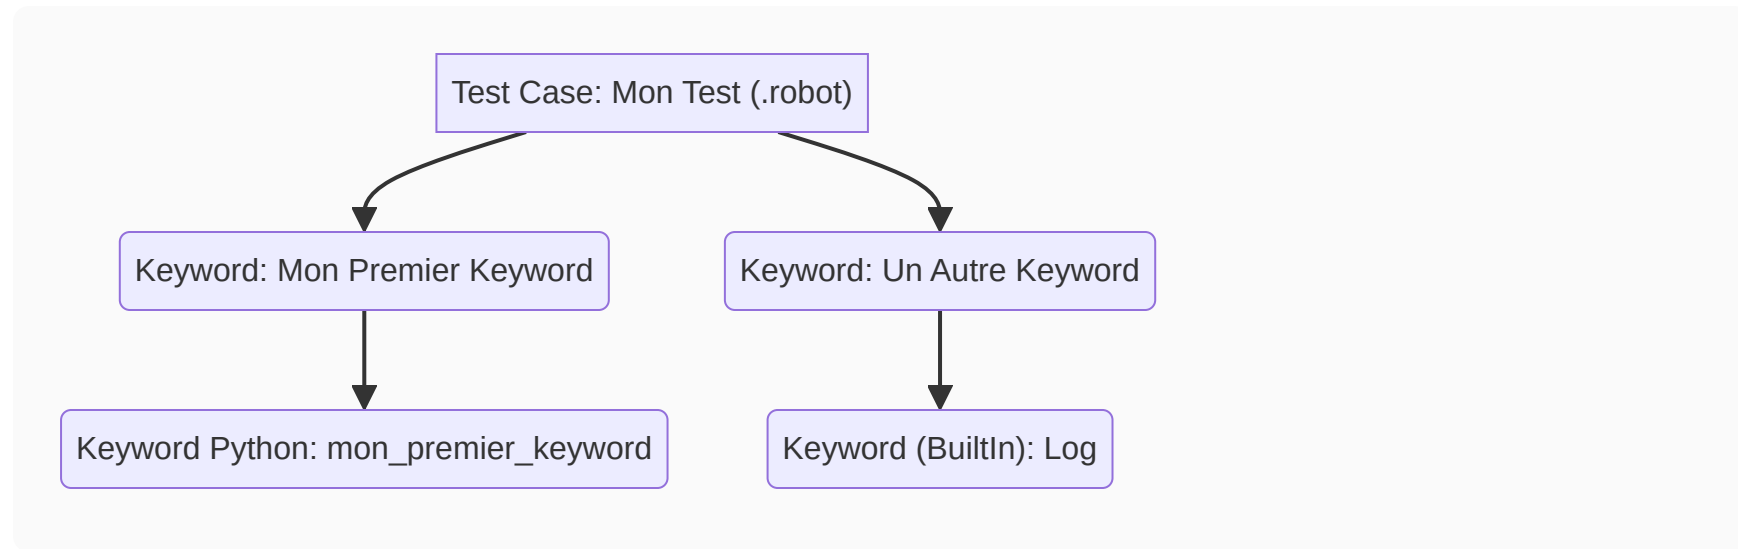 Test Case: Mon Test (.robot)
Keyword: Mon Premier Keyword
Keyword: Un Autre Keyword
Keyword Python: mon_premier_keyword
Keyword (BuiltIn): Log